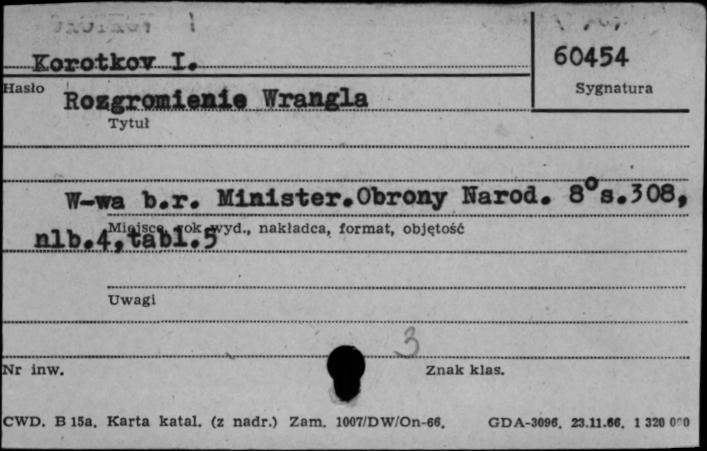 Korotkov I.
60454
Hasło
Sygnatura
Rozgromienie Wrangla
Tytuł
W-wa b.r. Minister.Obrony Narod. 8°s.308,
Miejsce, rok wyd., nakładca, format, objętość
nlb.4,tabl.5
Uwagi
3
Nr inw.
Znak klas.
CWD. B 15a. Karta katal. (z nadr.) Zam. 1007/DW/On-66. GDA-3096. 23.11.66. 1 320 000